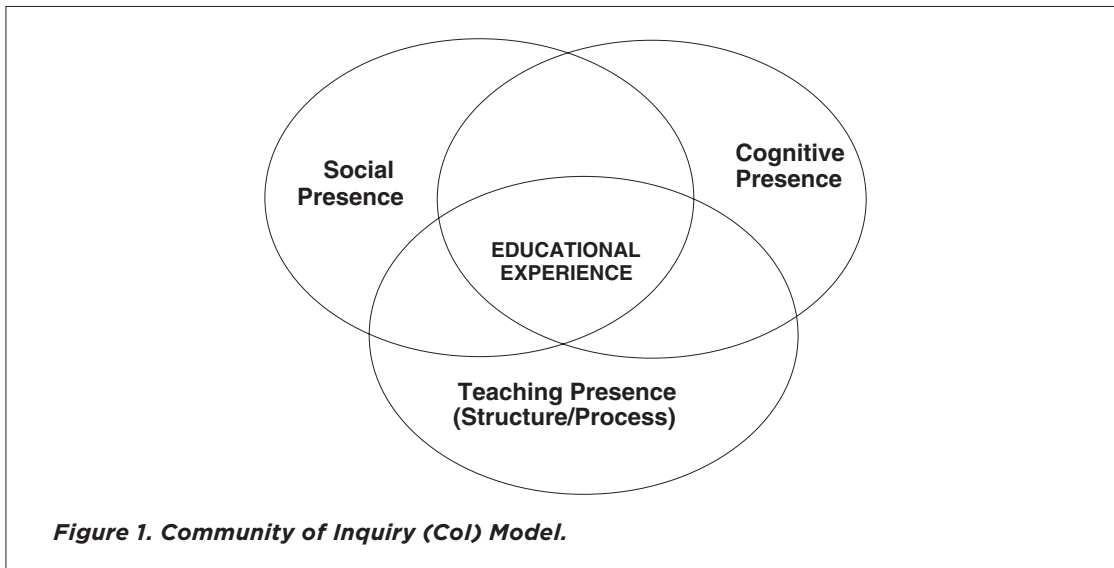 Social
Presence
Cognitive
Presence
EDUCATIONAL
EXPERIENCE
Teaching Presence
(Structure/Process)
Figure 1. Community of Inquiry (CoI) Model.